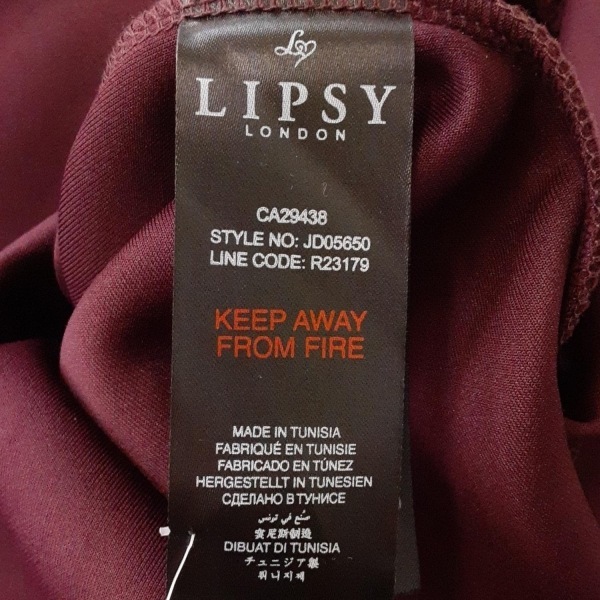 LIPSY
LONDON
CA29438
STYLE NO: JD05650
LINE CODE: R23179
KEEP AWAY
FROM FIRE
MADE IN TUNISIA
FABRIQUÉ EN TUNISIE
FABRICADO EN TÚNEZ
HERGESTELLT IN TUNESIEN
СДЕЛАНО В ТУНИСЕ
صُنع في تونس
突尼斯制造
DIBUAT DI TUNISIA
チュニジア製
튀니지제